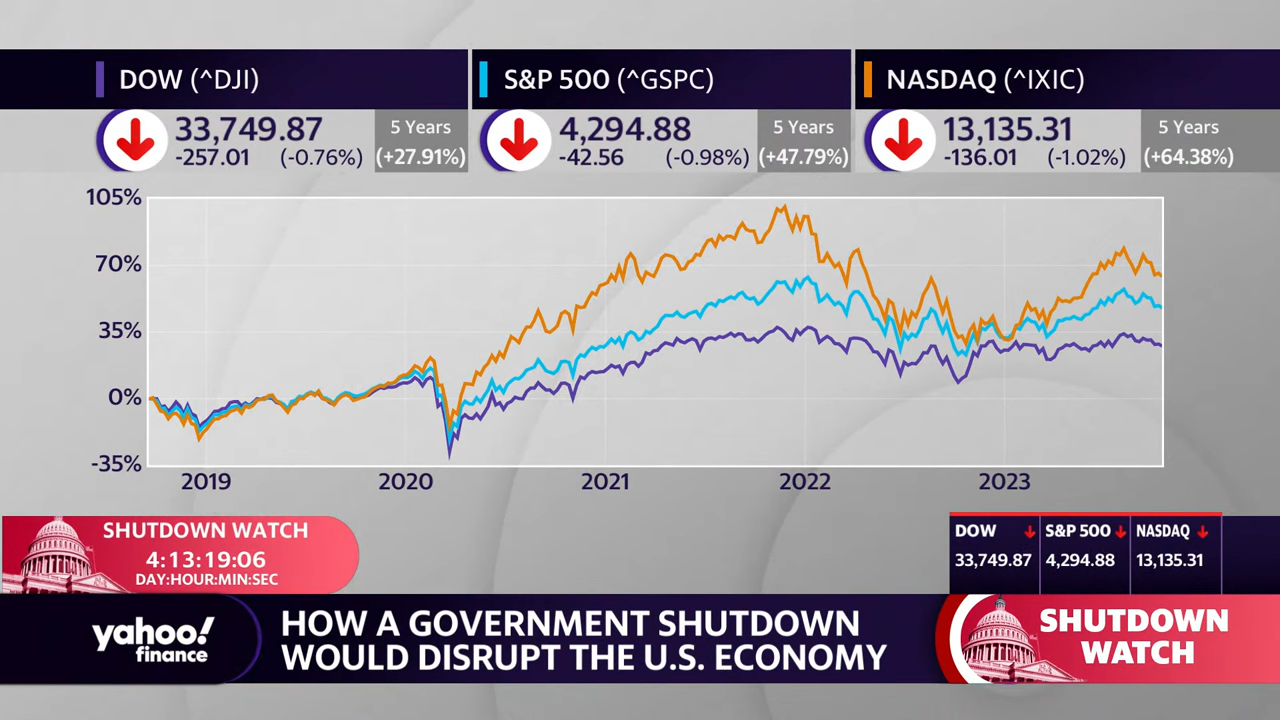 DOW (^DJI)
33,749.87
-257.01 (-0.76%)
5 Years
(+27.91%)
S&P 500 (^GSPC)
4,294.88
-42.56 (-0.98%)
5 Years
(+47.79%)
NASDAQ (^IXIC)
13,135.31
-136.01 (-1.02%)
5 Years
(+64.38%)
105%
70%
35%
0%
-35%
2019 2020 2021 2022 2023
SHUTDOWN WATCH
4:13:19:06
DAY:HOUR:MIN:SEC
DOW S&P 500 NASDAQ
33,749.87 4,294.88 13,135.31
yahoo!
finance
HOW A GOVERNMENT SHUTDOWN
WOULD DISRUPT THE U.S. ECONOMY
SHUTDOWN
WATCH